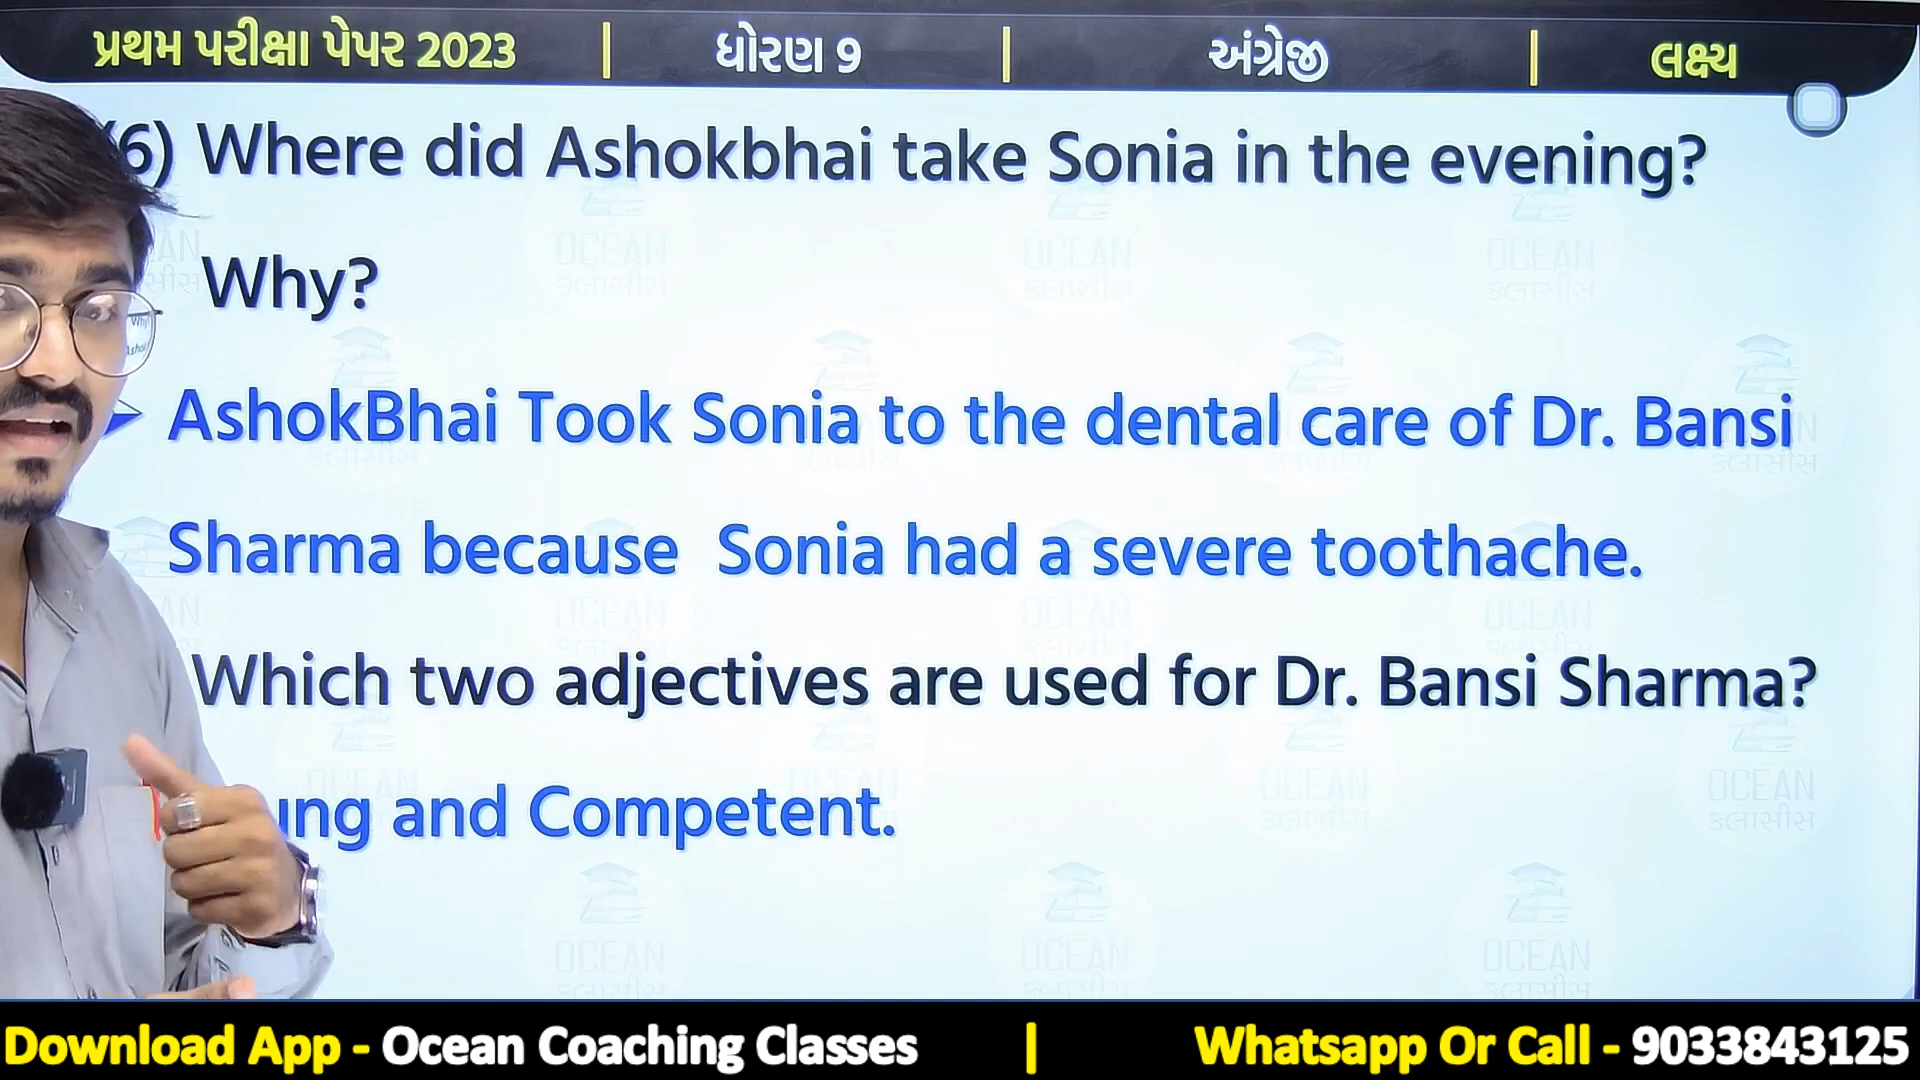 પ્રથમ પરીક્ષા પેપર 2023 | ધોરણ 9 | અંગ્રેજી | લક્ષ્ય
6) Where did Ashokbhai take Sonia in the evening?
Why?
AshokBhai Took Sonia to the dental care of Dr. Bansi
Sharma because Sonia had a severe toothache.
Which two adjectives are used for Dr. Bansi Sharma?
and Competent.
Download App - Ocean Coaching Classes | Whatsapp Or Call - 9033843125
OCEAN
ક્લાસીસ